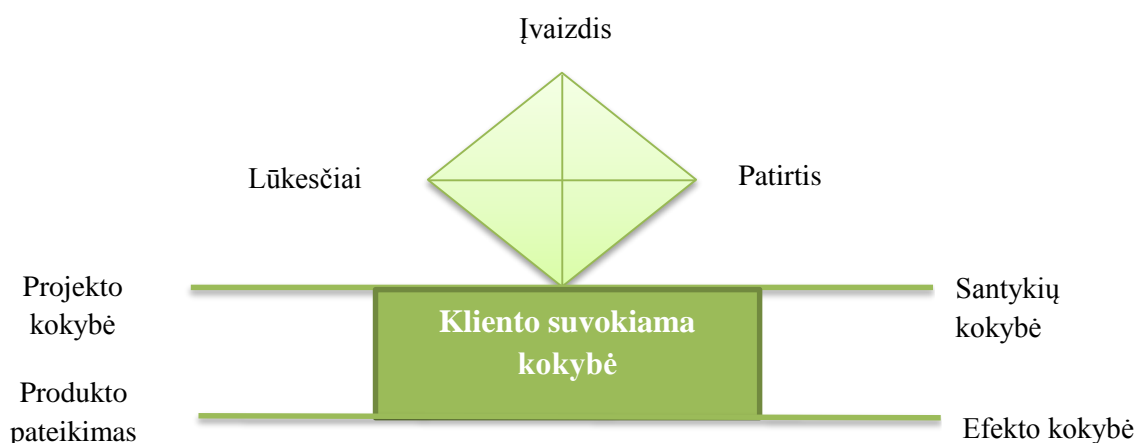 Įvaizdis
Lūkesčiai
Patirtis
Projekto
kokybė
Santykių
kokybė
Kliento suvokiama
kokybė
Produkto
pateikimas
Efekto kokybė